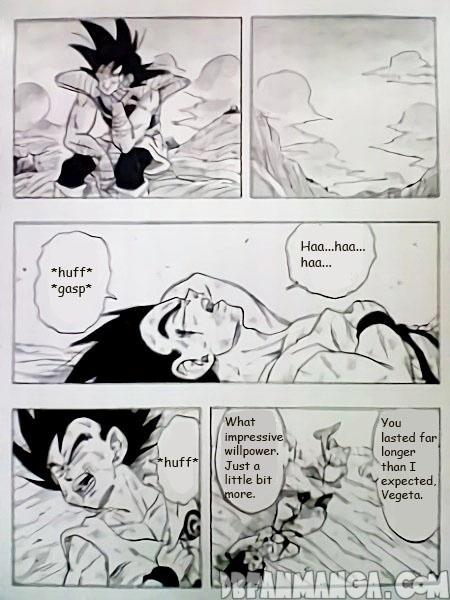 *huff*
*gasp*
Haa...haa...
haa...
*huff*
What
impressive
willpower.
Just a
little bit
more.
You
lasted far
longer
than I
expected,
Vegeta.
DBFANMANGA.COM